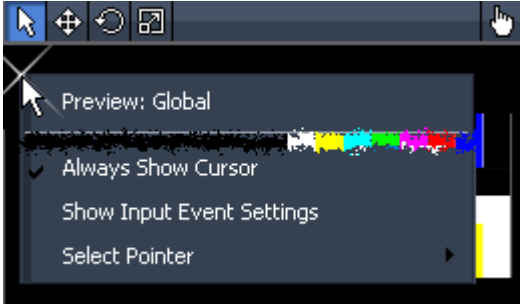 Preview: Global
Always Show Cursor
Show Input Event Settings
Select Pointer